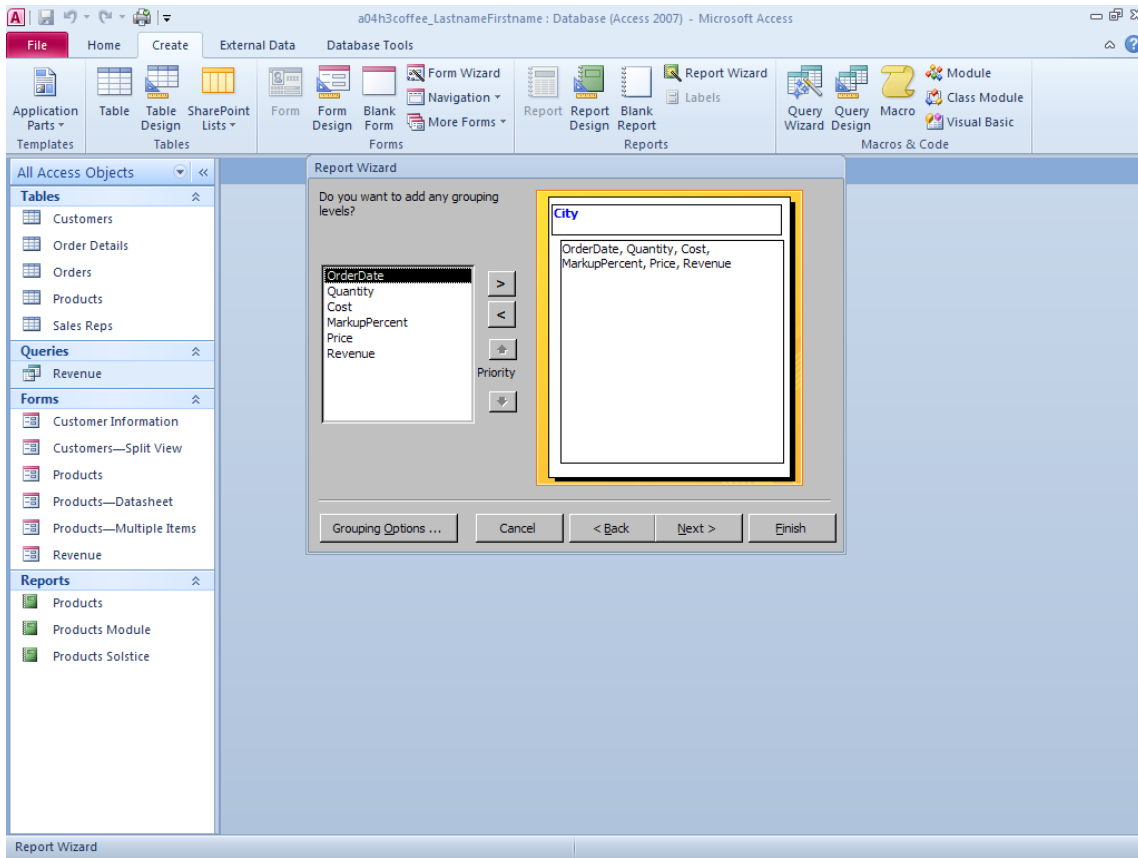 a04h3coffee_LastnameFirstname : Database (Access 2007) - Microsoft Access
File Home Create External Data Database Tools
Application Parts
Table
Table Design
SharePoint Lists
Form
Form Design
Blank Form
Form Wizard
Navigation
More Forms
Report
Report Design
Blank Report
Report Wizard
Labels
Query Wizard
Query Design
Macro
Module
Class Module
Visual Basic
Templates Tables Forms Reports Macros & Code
All Access Objects
Tables
Customers
Order Details
Orders
Products
Sales Reps
Queries
Revenue
Forms
Customer Information
Customers—Split View
Products
Products—Datasheet
Products—Multiple Items
Revenue
Reports
Products
Products Module
Products Solstice
Report Wizard
Do you want to add any grouping
levels?
OrderDate
Quantity
Cost
MarkupPercent
Price
Revenue
>
<
Priority
City
OrderDate, Quantity, Cost,
MarkupPercent, Price, Revenue
Grouping Options ... Cancel < Back Next > Finish
Report Wizard